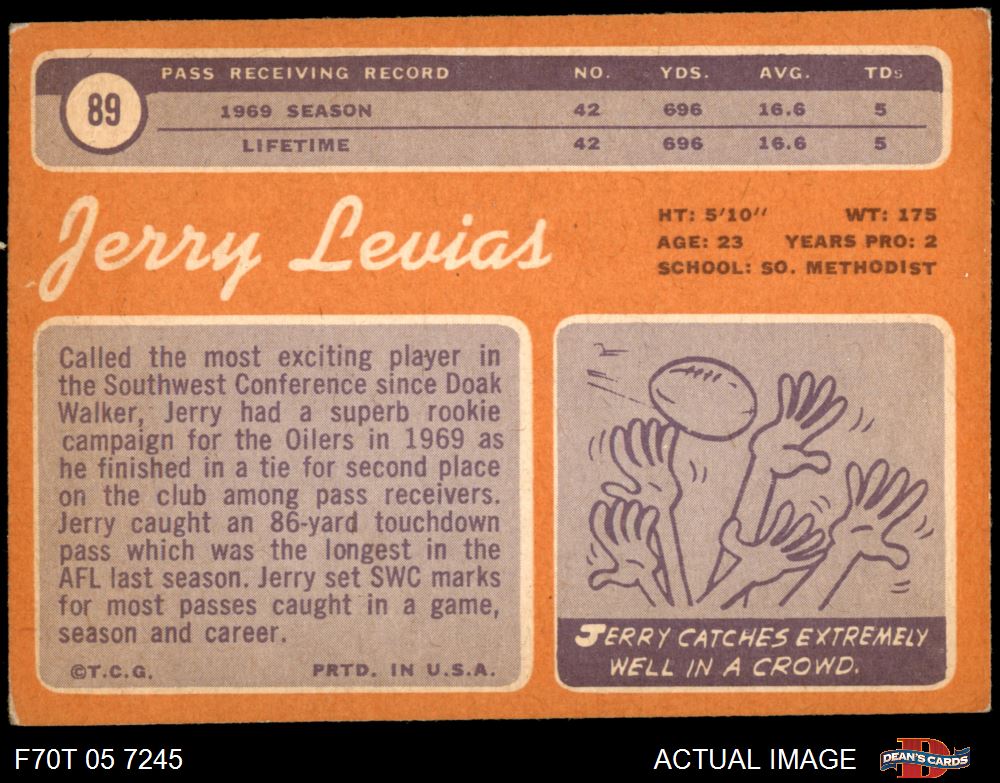 89
PASS RECEIVING RECORD NO. YDS. AVG. TDs
1969 SEASON 42 696 16.6 5
LIFETIME 42 696 16.6 5
Jerry Levias
HT: 5'10" WT: 175
AGE: 23 YEARS PRO: 2
SCHOOL: SO. METHODIST
Called the most exciting player in
the Southwest Conference since Doak
Walker, Jerry had a superb rookie
campaign for the Oilers in 1969 as
he finished in a tie for second place
on the club among pass receivers.
Jerry caught an 86-yard touchdown
pass which was the longest in the
AFL last season. Jerry set SWC marks
for most passes caught in a game,
season and career.
©T.C.G. PRTD. IN U.S.A.
JERRY CATCHES EXTREMELY
WELL IN A CROWD.
F70T 05 7245
ACTUAL IMAGE
D
DEAN'S CARDS